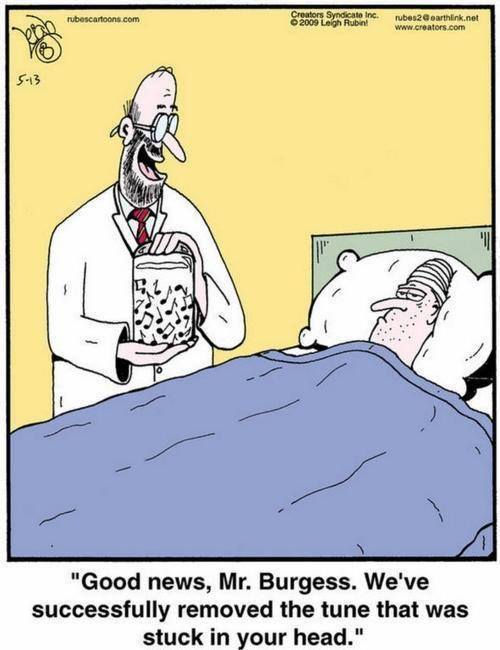 rubescartoons.com
Creators Syndicate Inc.
© 2009 Leigh Rubin!
rubes2@earthlink.net
www.creators.com
5-13
"Good news, Mr. Burgess. We've
successfully removed the tune that was
stuck in your head."